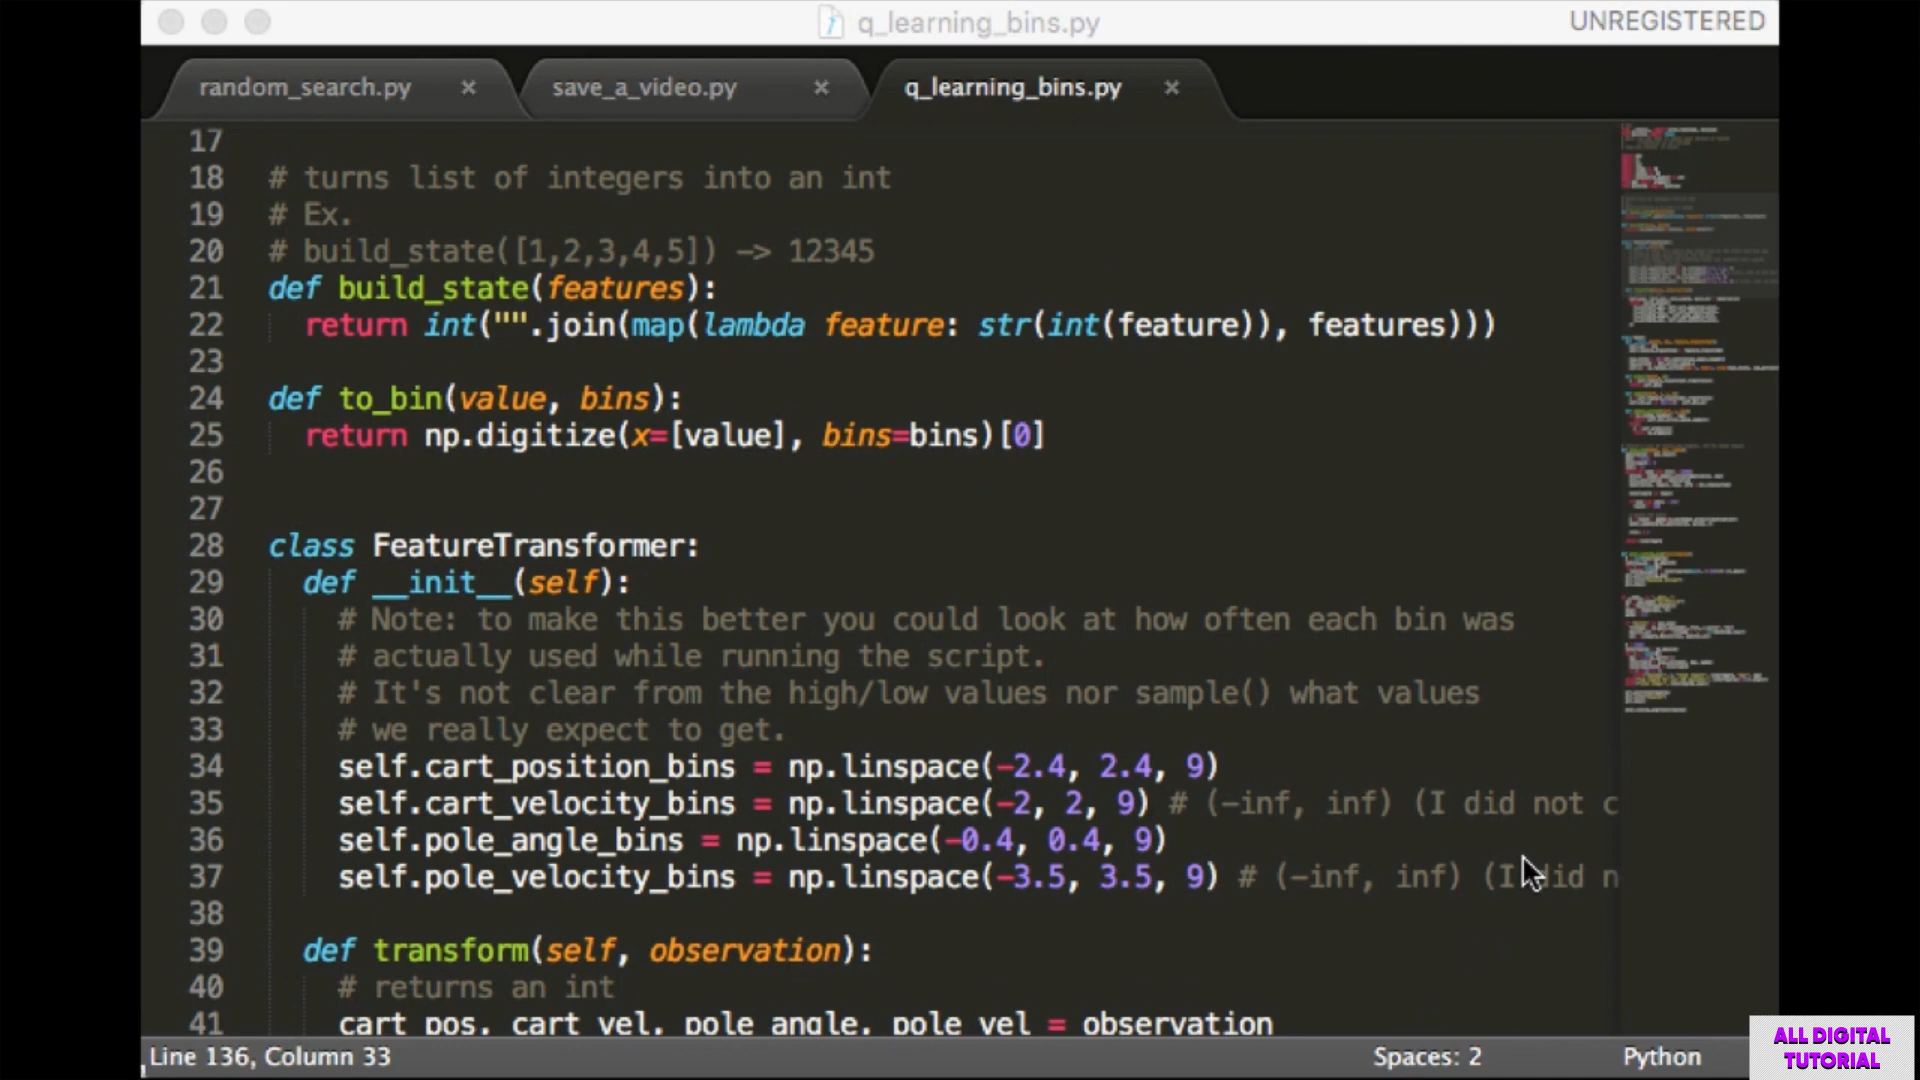 q_learning_bins.py
UNREGISTERED
random_search.py ×
save_a_video.py ×
q_learning_bins.py ×
17
18 # turns list of integers into an int
19 # Ex.
20 # build_state([1,2,3,4,5]) -> 12345
21 def build_state(features):
22 return int("".join(map(lambda feature: str(int(feature)), features)))
23
24 def to_bin(value, bins):
25 return np.digitize(x=[value], bins=bins)[0]
26
27
28 class FeatureTransformer:
29 def __init__(self):
30 # Note: to make this better you could look at how often each bin was
31 # actually used while running the script.
32 # It's not clear from the high/low values nor sample() what values
33 # we really expect to get.
34 self.cart_position_bins = np.linspace(-2.4, 2.4, 9)
35 self.cart_velocity_bins = np.linspace(-2, 2, 9) # (-inf, inf) (I did not c
36 self.pole_angle_bins = np.linspace(-0.4, 0.4, 9)
37 self.pole_velocity_bins = np.linspace(-3.5, 3.5, 9) # (-inf, inf) (I did n
38
39 def transform(self, observation):
40 # returns an int
41 cart_pos, cart_vel, pole_angle, pole_vel = observation
Line 136, Column 33
Spaces: 2
Python
ALL DIGITAL
TUTORIAL